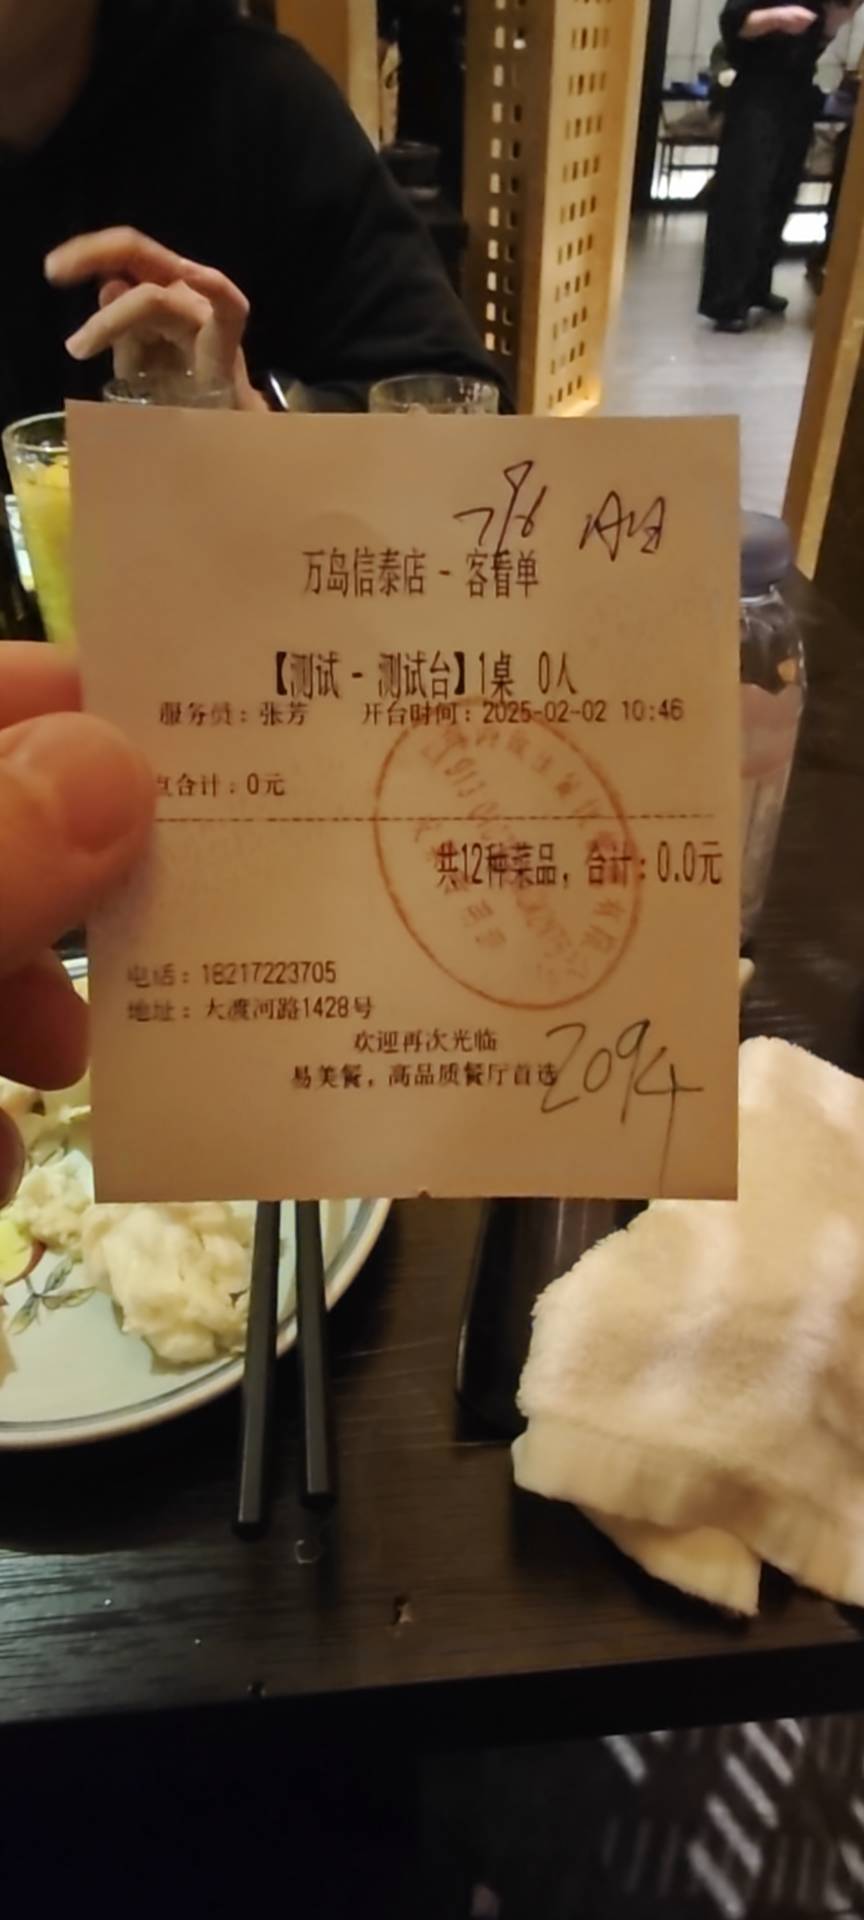 7/6
万岛信泰店 - 客看单
【测试 - 测试台】1桌 0人
服务员：张芳 开台时间：2025-02-02 10:46
合计：0元
共12种菜品，合计：0.0元
电话：18217223705
地址：大渡河路1428号
欢迎再次光临
易美餐，高品质餐厅首选
2094